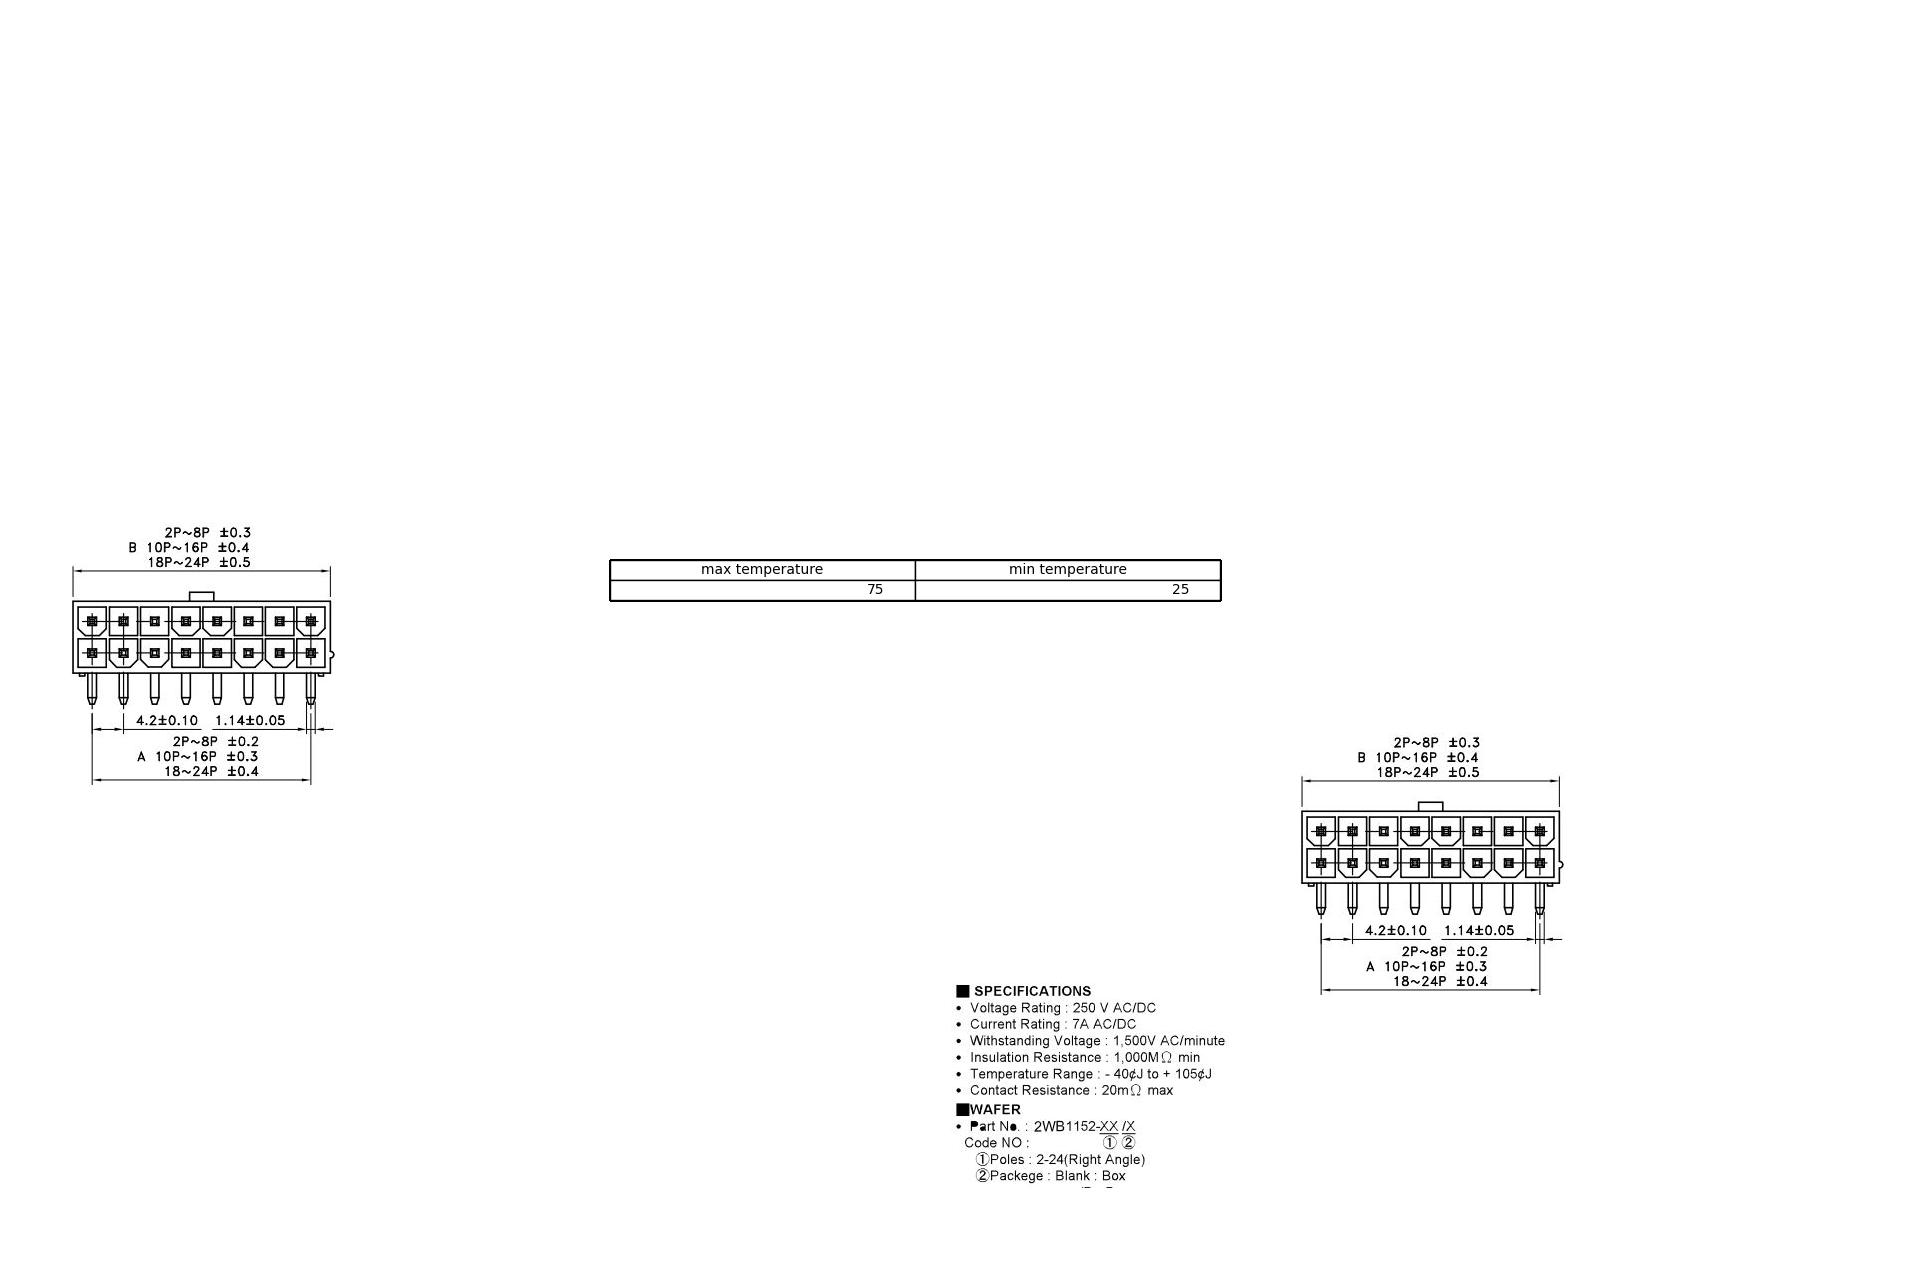 2P~8P ±0.3
B 10P~16P ±0.4
18P~24P ±0.5
4.2±0.10 1.14±0.05
2P~8P ±0.2
A 10P~16P ±0.3
18~24P ±0.4
max temperature min temperature
75 25
2P~8P ±0.3
B 10P~16P ±0.4
18P~24P ±0.5
4.2±0.10 1.14±0.05
2P~8P ±0.2
A 10P~16P ±0.3
18~24P ±0.4
■ SPECIFICATIONS
• Voltage Rating : 250 V AC/DC
• Current Rating : 7A AC/DC
• Withstanding Voltage : 1,500V AC/minute
• Insulation Resistance : 1,000MΩ min
• Temperature Range : - 40¢J to + 105¢J
• Contact Resistance : 20mΩ max
■WAFER
• Part No. : 2WB1152-XX /X
Code NO : ① ②
①Poles : 2-24(Right Angle)
②Packege : Blank : Box